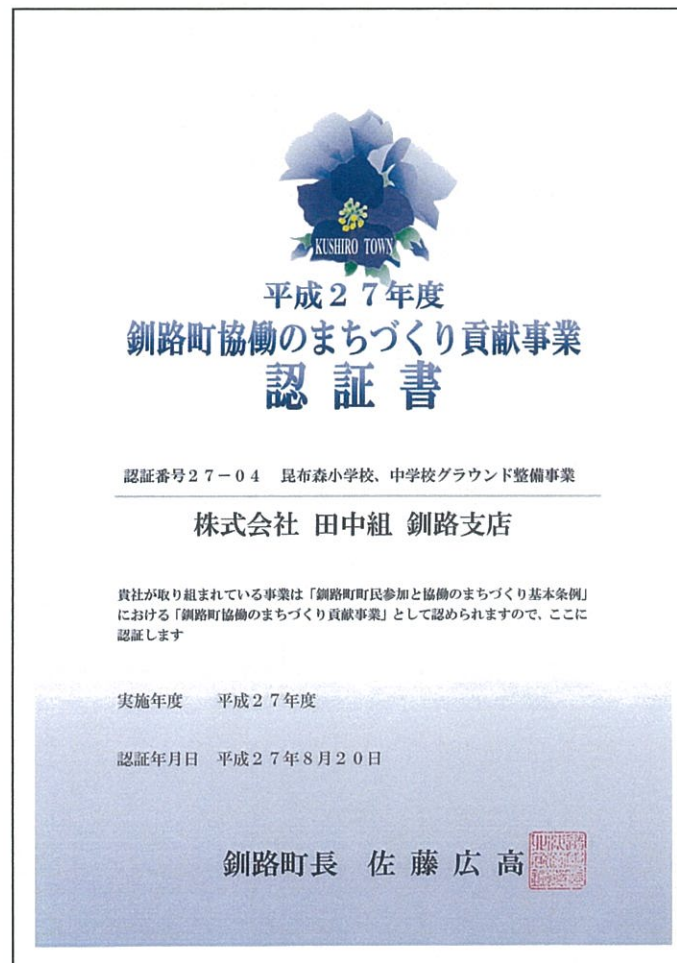 KUSHIRO TOWN
平成２７年度
釧路町協働のまちづくり貢献事業
認証書
認証番号２７－０４　昆布森小学校、中学校グラウンド整備事業
株式会社 田中組 釧路支店
貴社が取り組まれている事業は「釧路町町民参加と協働のまちづくり基本条例」
における「釧路町協働のまちづくり貢献事業」として認められますので、ここに
認証します
実施年度　平成２７年度
認証年月日　平成２７年８月２０日
釧路町長　佐藤広高